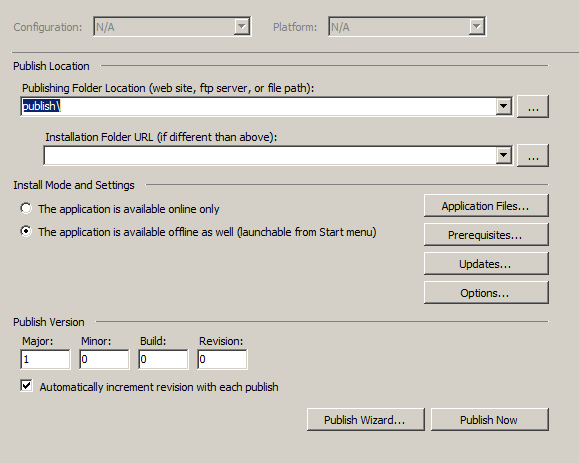 Configuration: N/A Platform: N/A
Publish Location
Publishing Folder Location (web site, ftp server, or file path):
publish\ ...
Installation Folder URL (if different than above):
...
Install Mode and Settings
The application is available online only Application Files...
The application is available offline as well (launchable from Start menu) Prerequisites...
Updates...
Options...
Publish Version
Major: Minor: Build: Revision:
1 0 0 0
Automatically increment revision with each publish
Publish Wizard... Publish Now